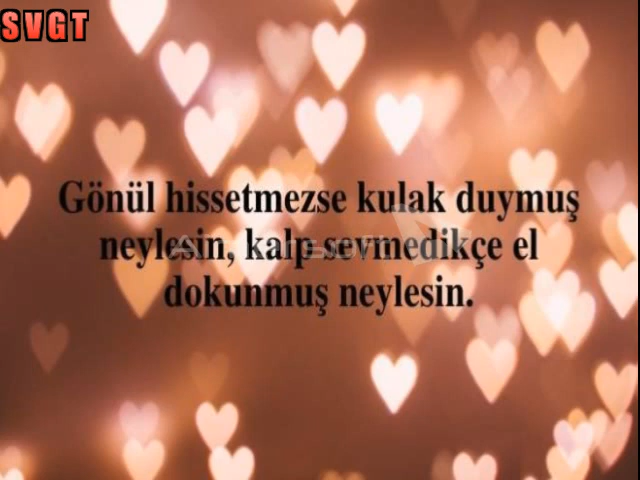 SVGT
Gönül hissetmezse kulak duymuş
neylesin, kalp sevmedikçe el
dokunmuş neylesin.